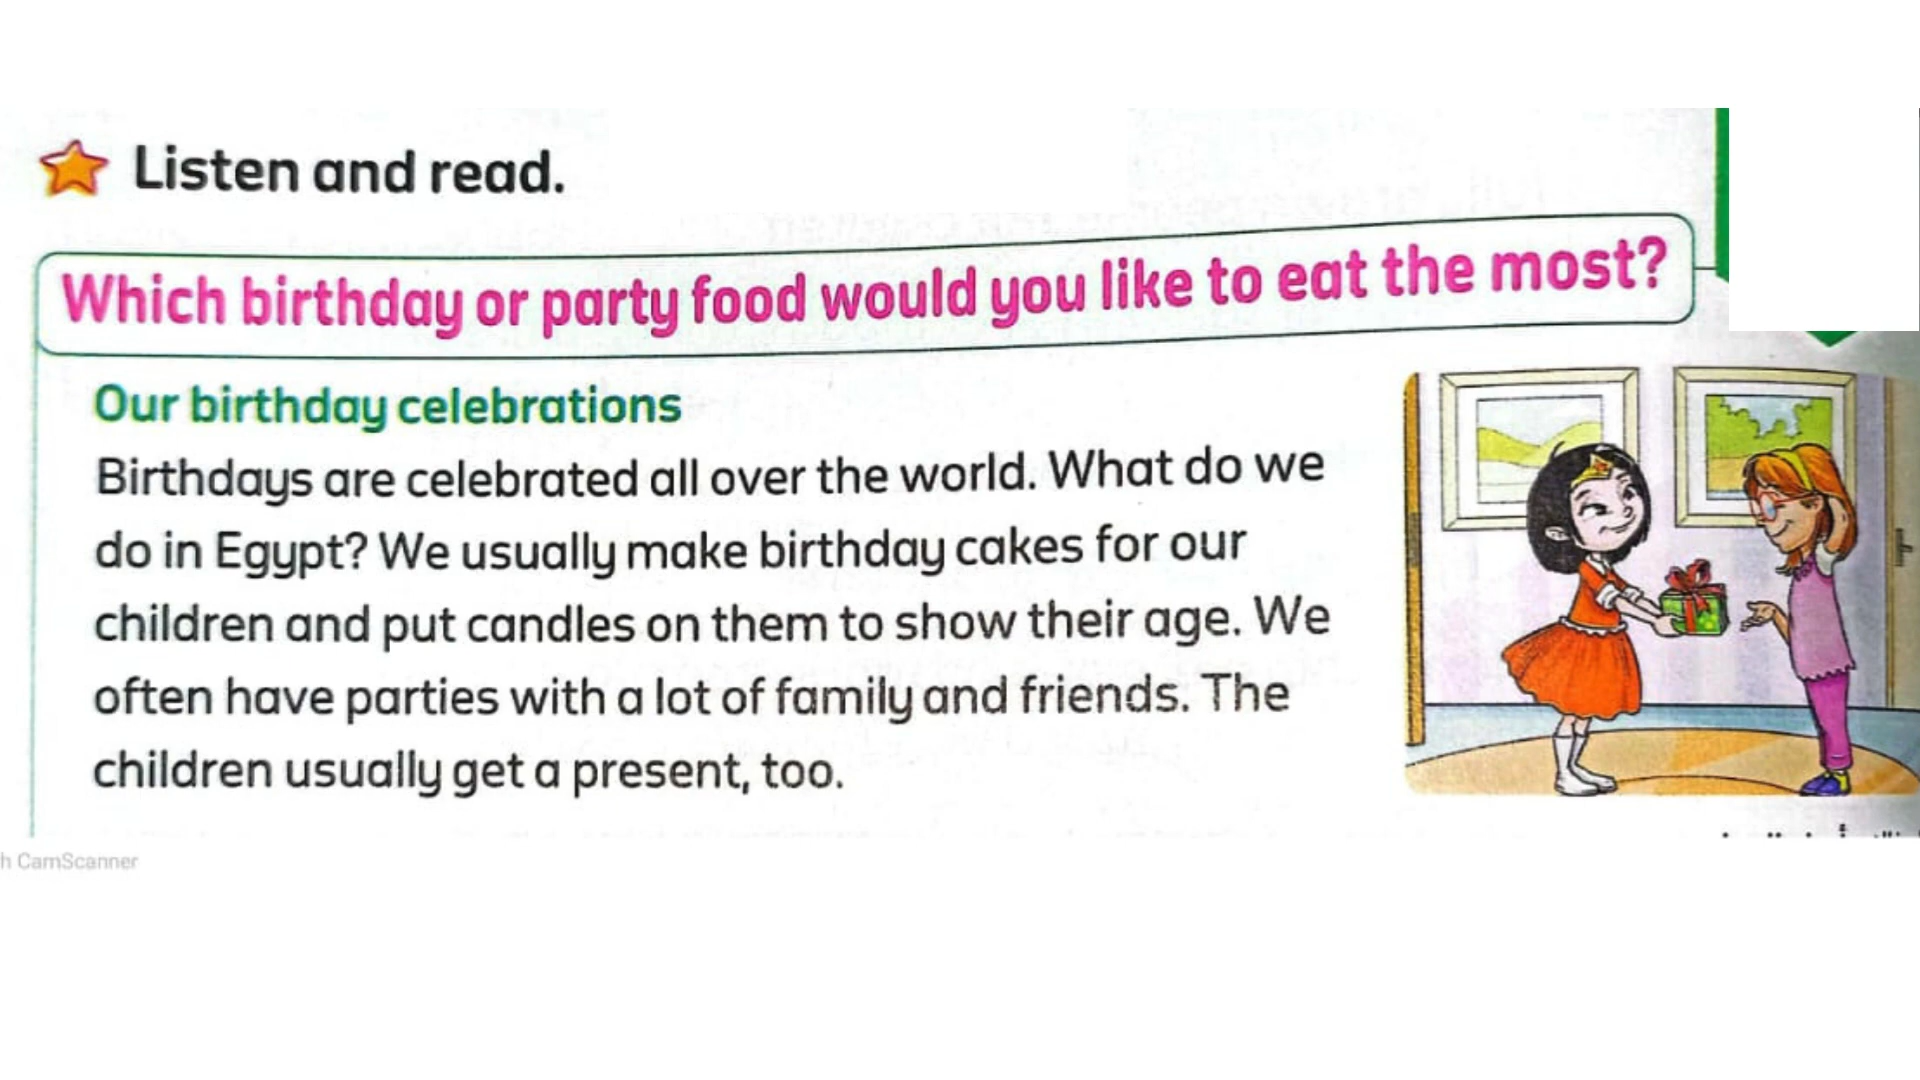 Listen and read.
Which birthday or party food would you like to eat the most?
Our birthday celebrations
Birthdays are celebrated all over the world. What do we
do in Egypt? We usually make birthday cakes for our
children and put candles on them to show their age. We
often have parties with a lot of family and friends. The
children usually get a present, too.
h CamScanner